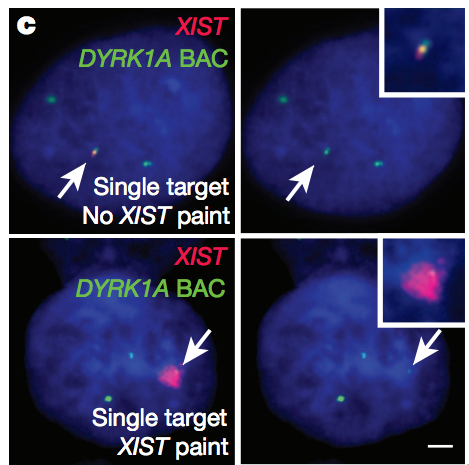 c
XIST
DYRK1A BAC
Single target
No XIST paint
XIST
DYRK1A BAC
Single target
XIST paint